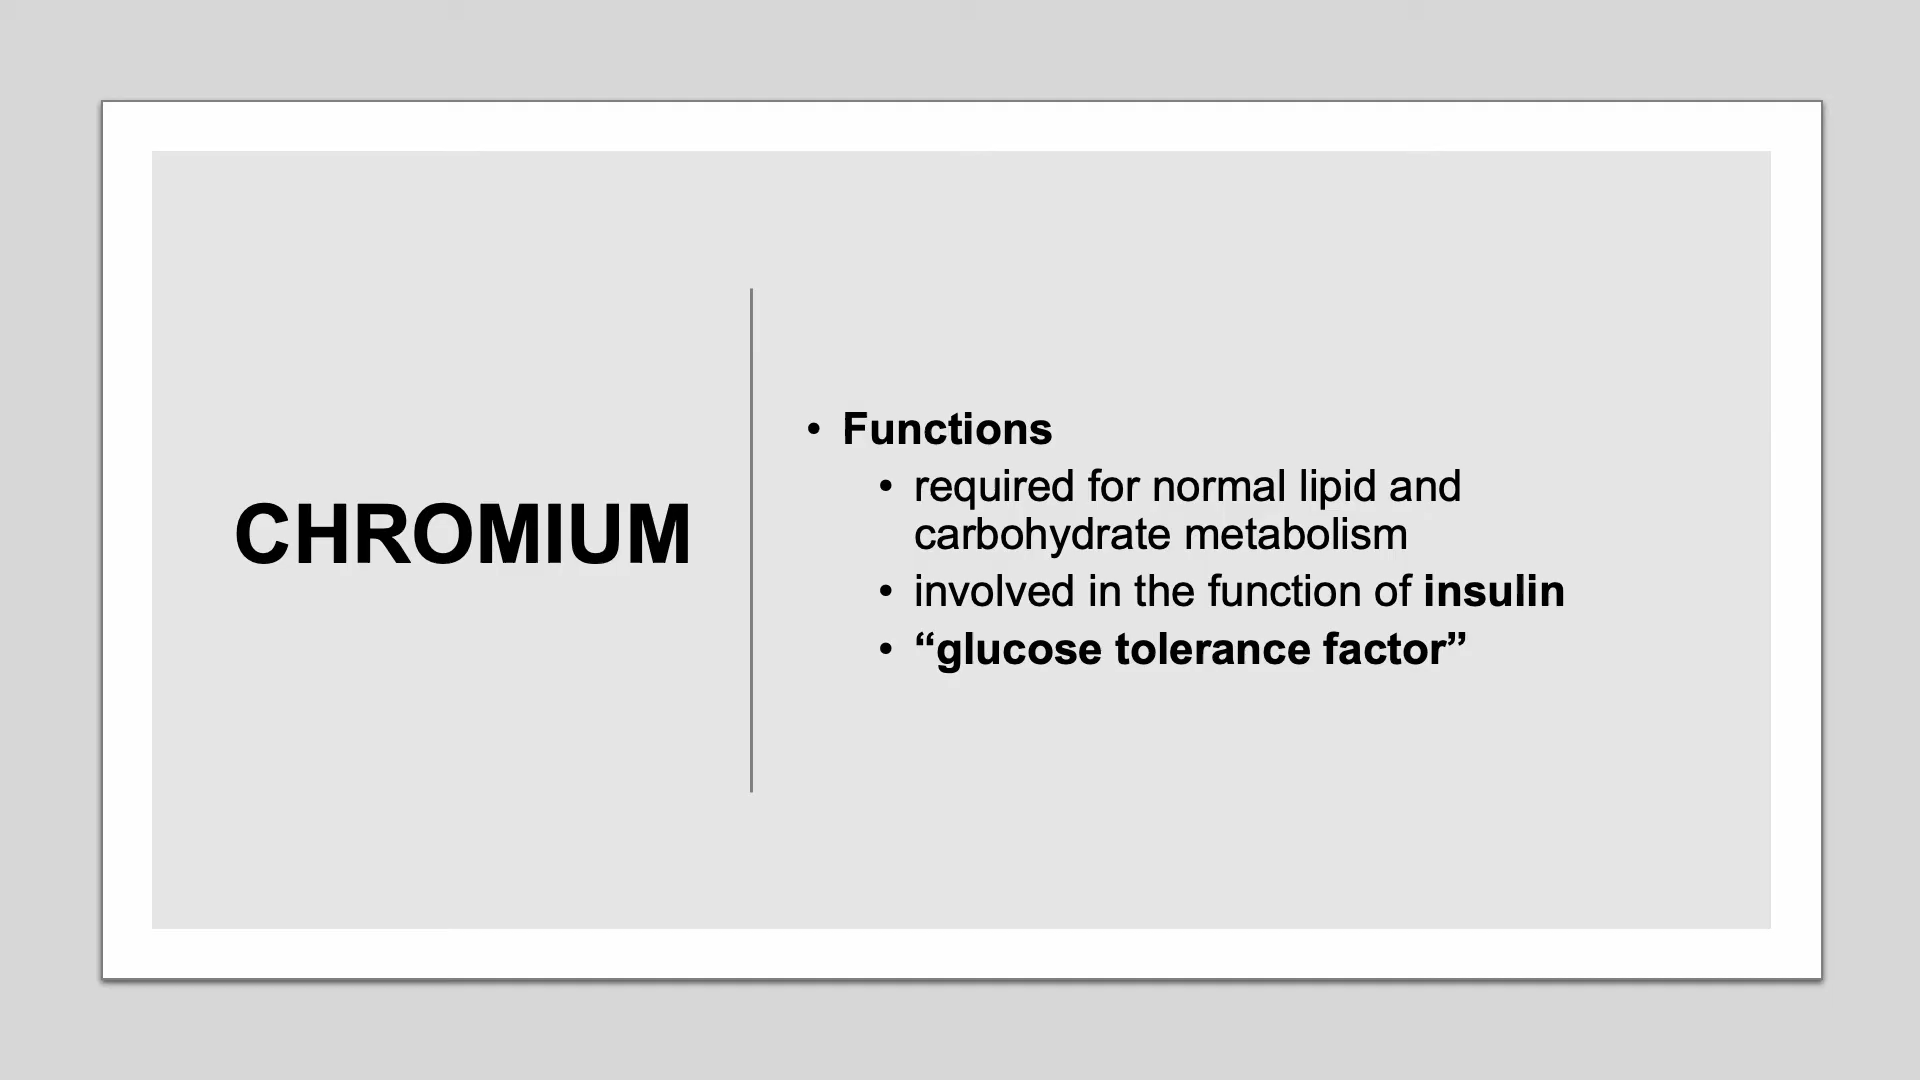 CHROMIUM
• Functions
• required for normal lipid and
carbohydrate metabolism
• involved in the function of insulin
• “glucose tolerance factor”